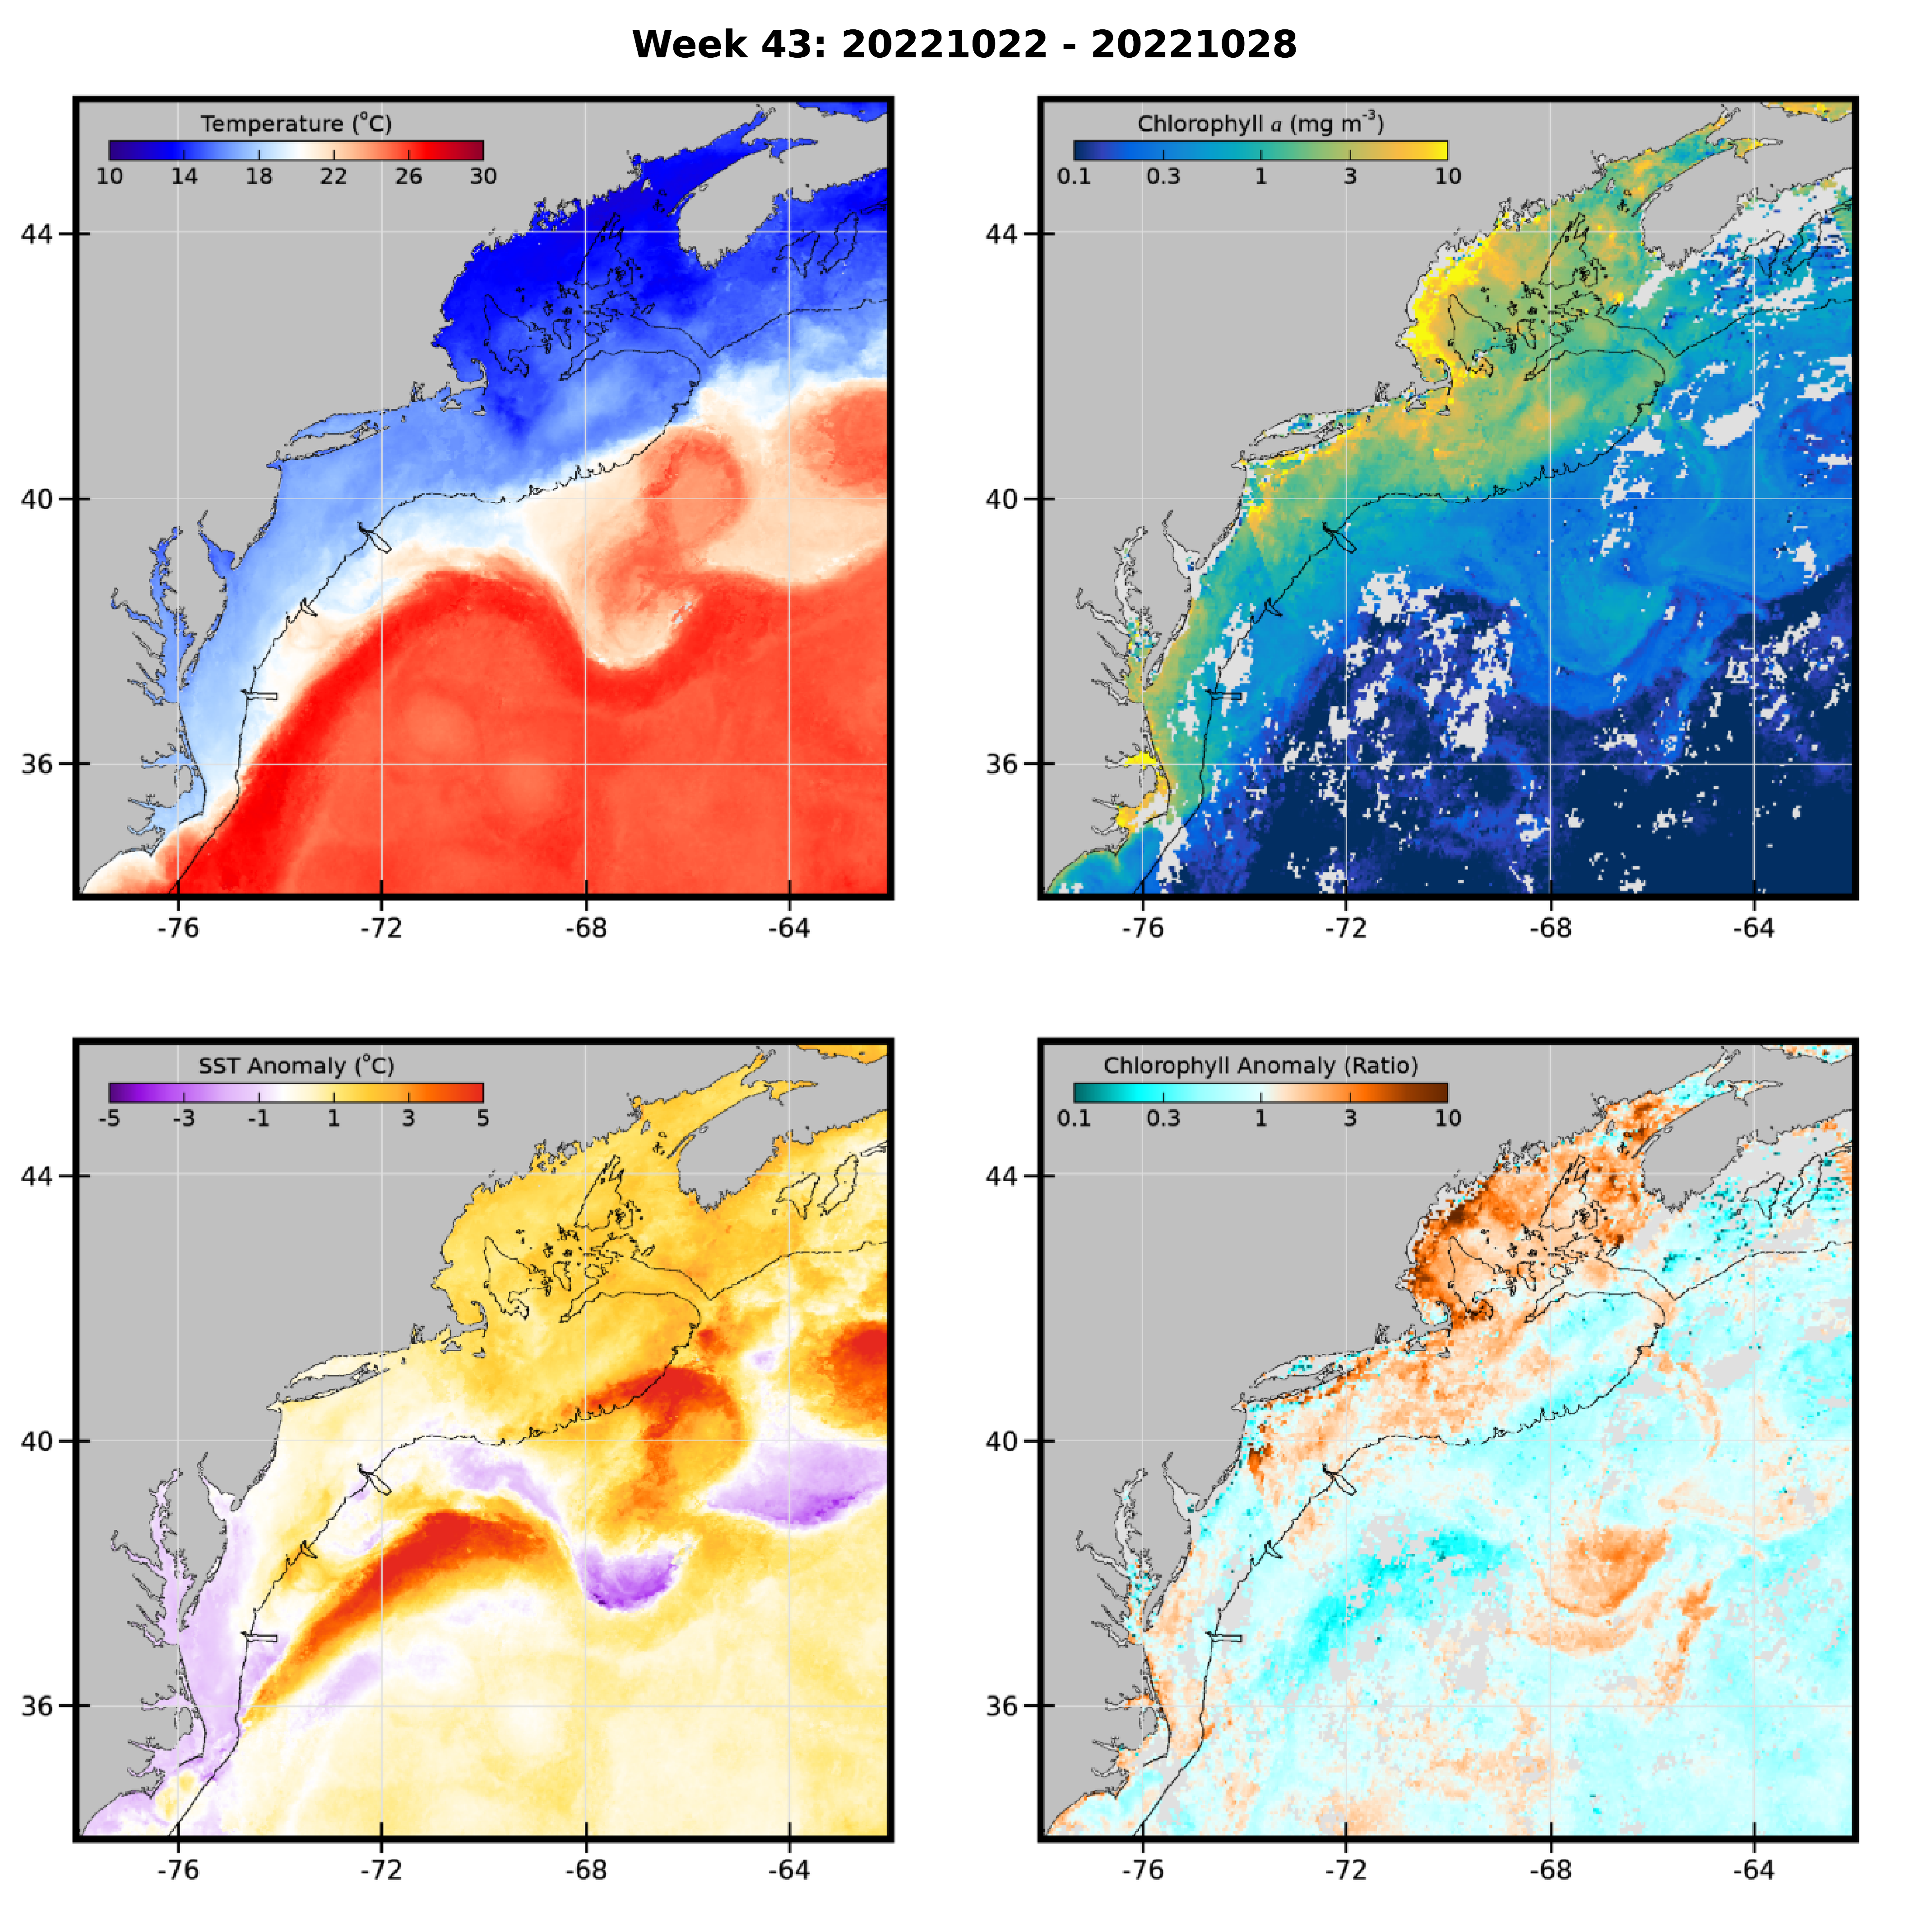 Week 43: 20221022 - 20221028
Temperature (°C)
10 14 18 22 26 30
44
40
36
-76 -72 -68 -64
Chlorophyll a (mg m⁻³)
0.1 0.3 1 3 10
44
40
36
-76 -72 -68 -64
SST Anomaly (°C)
-5 -3 -1 1 3 5
44
40
36
-76 -72 -68 -64
Chlorophyll Anomaly (Ratio)
0.1 0.3 1 3 10
44
40
36
-76 -72 -68 -64